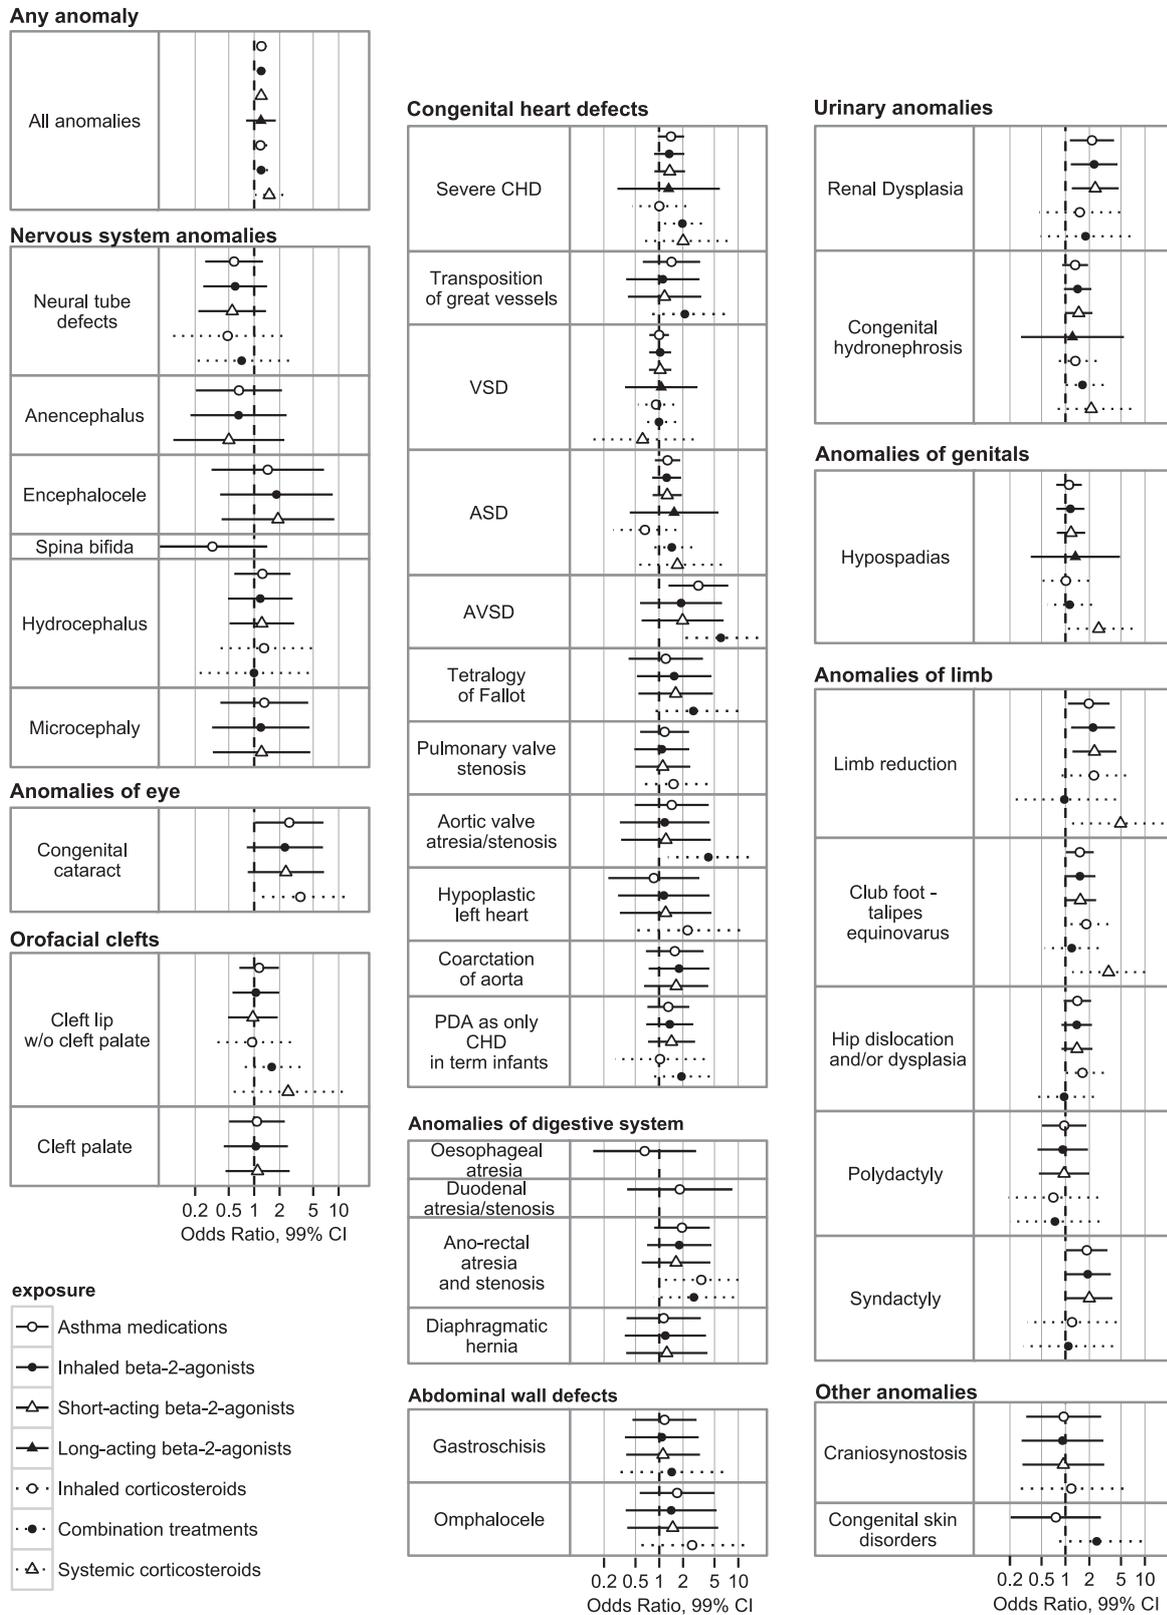 Any anomaly
All anomalies
Nervous system anomalies
Neural tube
defects
Anencephalus
Encephalocele
Spina bifida
Hydrocephalus
Microcephaly
Anomalies of eye
Congenital
cataract
Orofacial clefts
Cleft lip
w/o cleft palate
Cleft palate
0.2 0.5 1 2 5 10
Odds Ratio, 99% CI
exposure
Asthma medications
Inhaled beta-2-agonists
Short-acting beta-2-agonists
Long-acting beta-2-agonists
Inhaled corticosteroids
Combination treatments
Systemic corticosteroids
Congenital heart defects
Severe CHD
Transposition
of great vessels
VSD
ASD
AVSD
Tetralogy
of Fallot
Pulmonary valve
stenosis
Aortic valve
atresia/stenosis
Hypoplastic
left heart
Coarctation
of aorta
PDA as only
CHD
in term infants
Anomalies of digestive system
Oesophageal
atresia
Duodenal
atresia/stenosis
Ano-rectal
atresia
and stenosis
Diaphragmatic
hernia
Abdominal wall defects
Gastroschisis
Omphalocele
0.2 0.5 1 2 5 10
Odds Ratio, 99% CI
Urinary anomalies
Renal Dysplasia
Congenital
hydronephrosis
Anomalies of genitals
Hypospadias
Anomalies of limb
Limb reduction
Club foot -
talipes
equinovarus
Hip dislocation
and/or dysplasia
Polydactyly
Syndactyly
Other anomalies
Craniosynostosis
Congenital skin
disorders
0.2 0.5 1 2 5 10
Odds Ratio, 99% CI